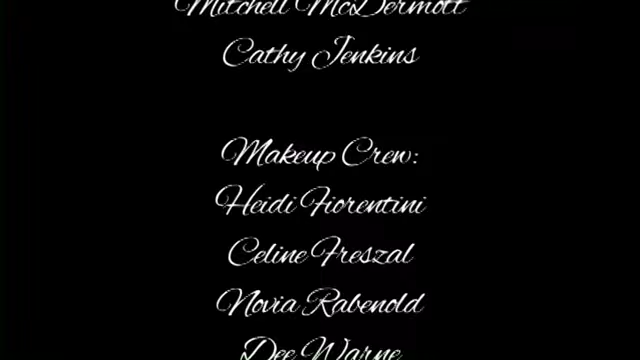 Mitchell McDermott
Cathy Jenkins
Makeup Crew:
Heidi Fiorentini
Celine Freszal
Novia Rabenold
Dee Warne